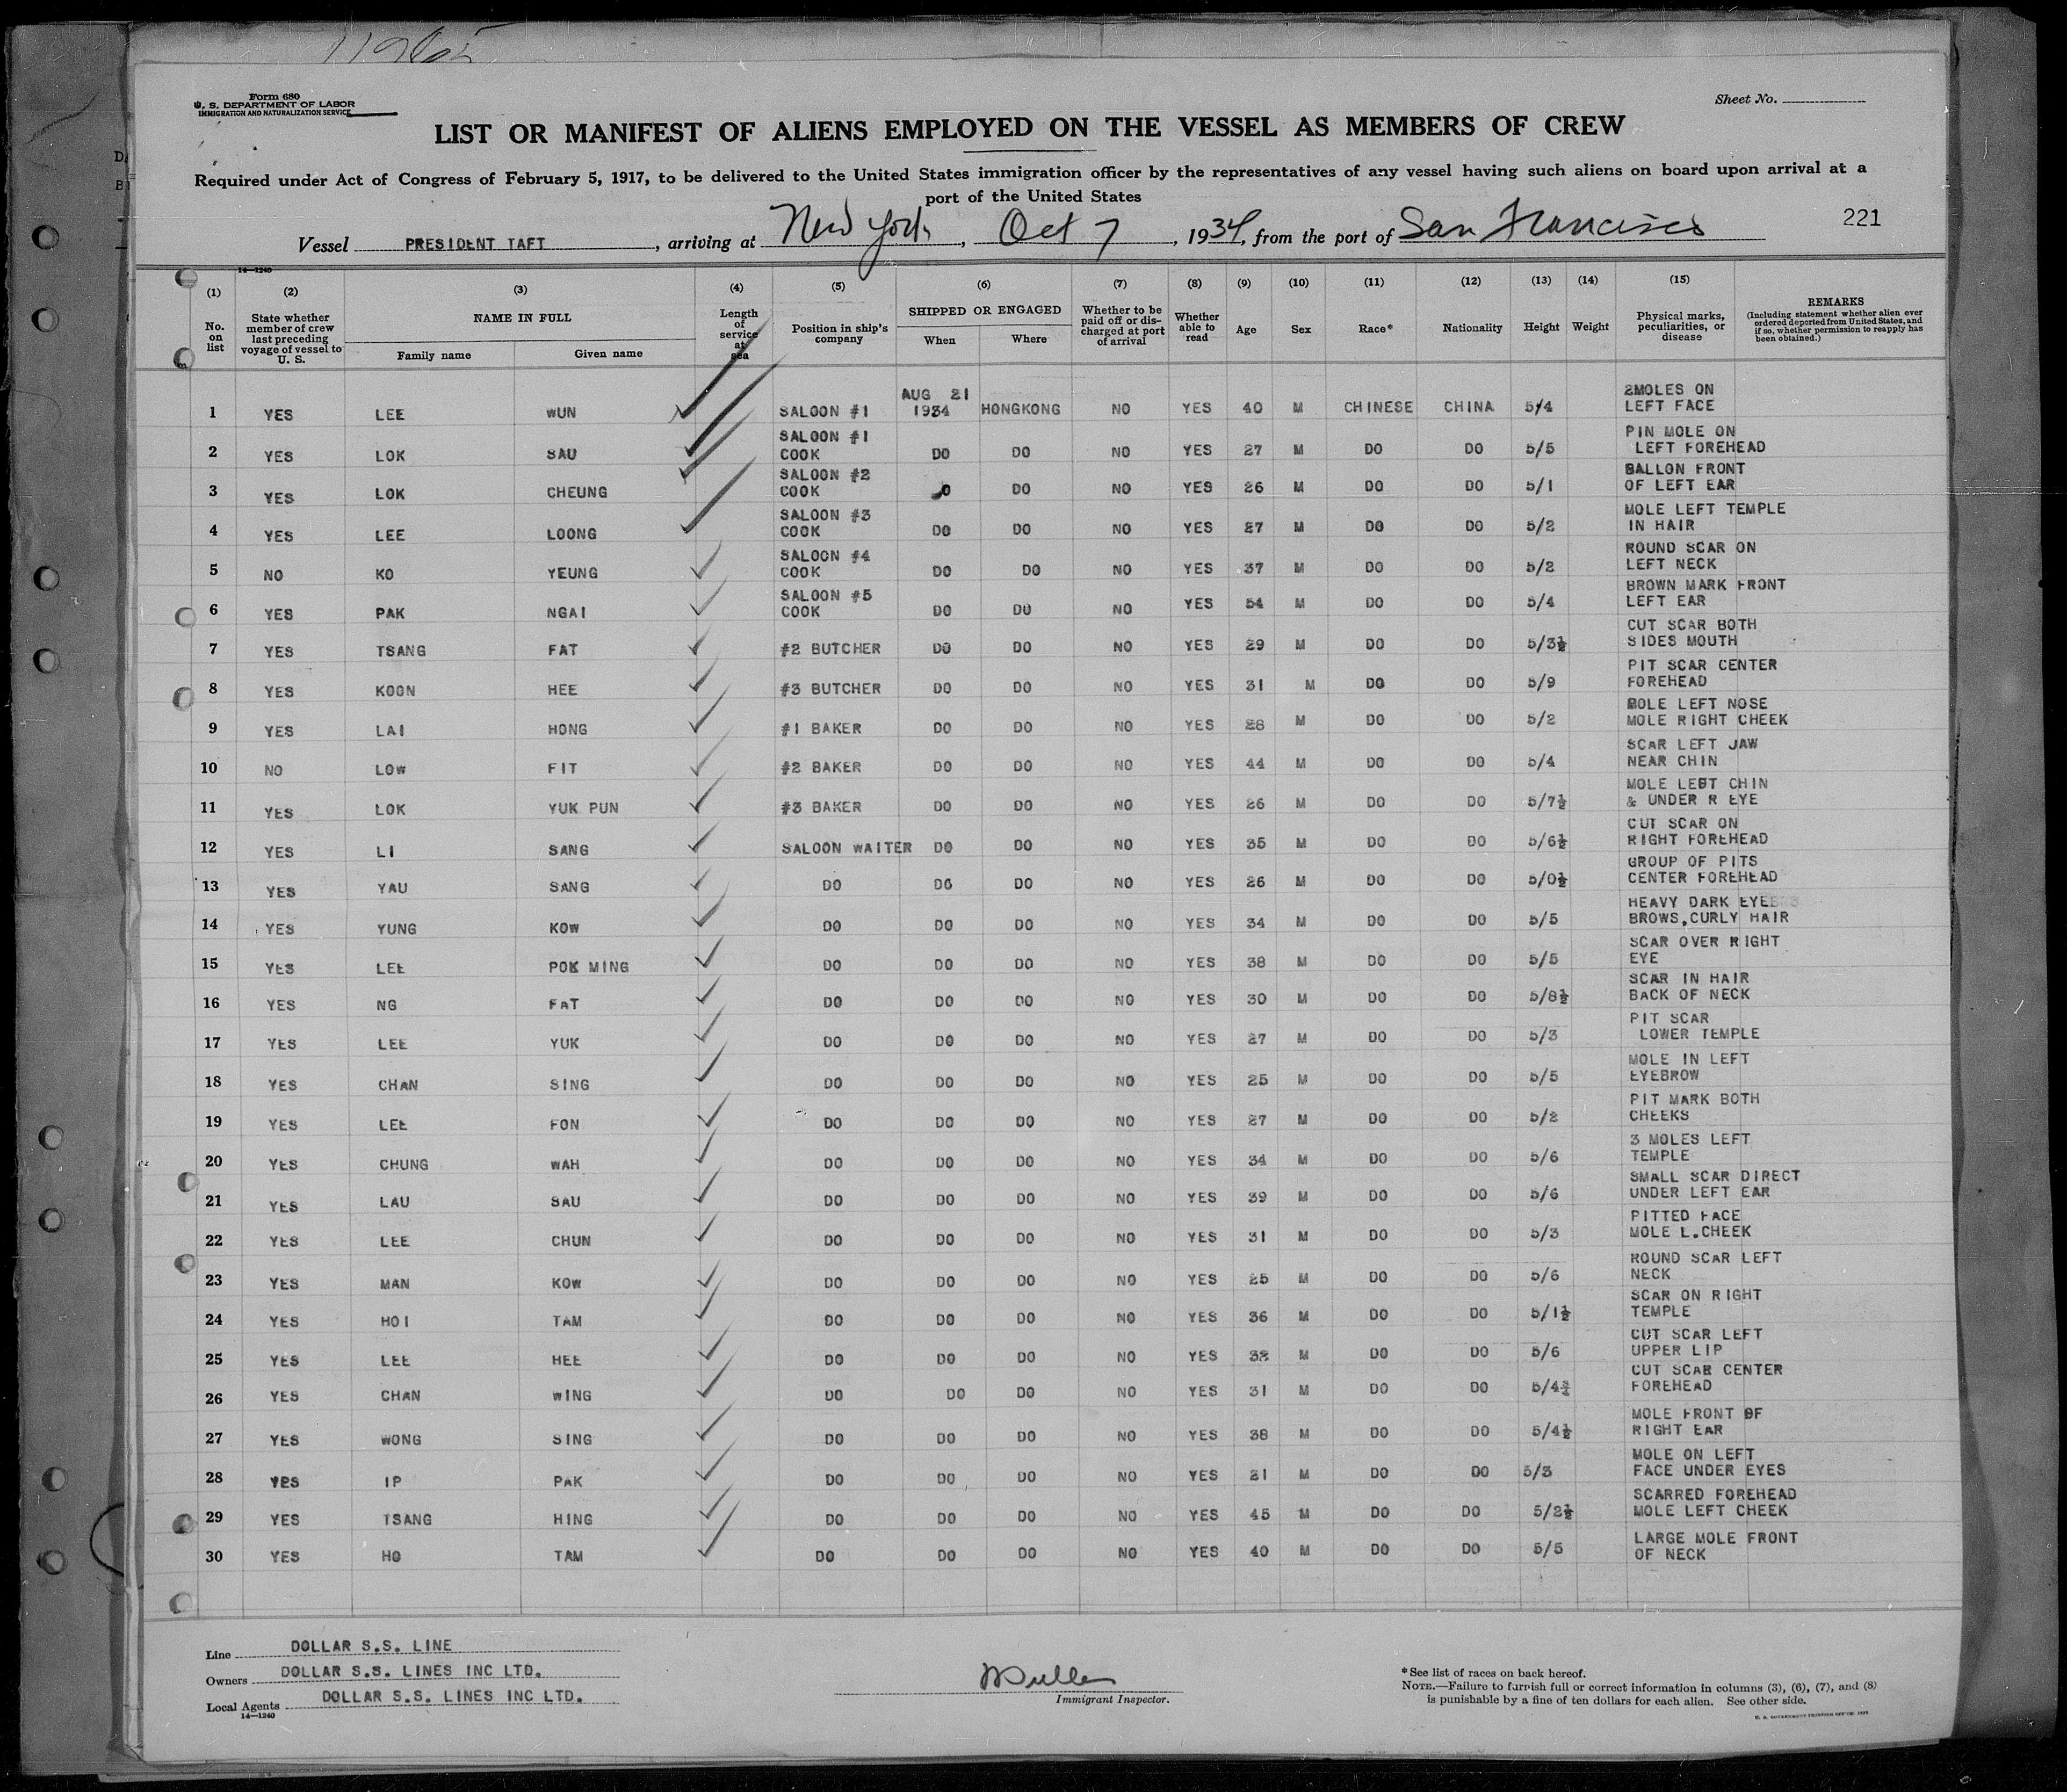 Form 680
U. S. DEPARTMENT OF LABOR
IMMIGRATION AND NATURALIZATION SERVICE
Sheet No.
LIST OR MANIFEST OF ALIENS EMPLOYED ON THE VESSEL AS MEMBERS OF CREW
Required under Act of Congress of February 5, 1917, to be delivered to the United States immigration officer by the representatives of any vessel having such aliens on board upon arrival at a
port of the United States
221
Vessel PRESIDENT TAFT, arriving at New York, Oct 7, 1934, from the port of San Francisco
14—1240
(1) (2) (3) (4) (5) (6) (7) (8) (9) (10) (11) (12) (13) (14) (15)
No. on list
State whether member of crew last preceding voyage of vessel to U. S.
NAME IN FULL
Family name
Given name
Length of service at sea
Position in ship's company
SHIPPED OR ENGAGED
When
Where
Whether to be paid off or discharged at port of arrival
Whether able to read
Age
Sex
Race*
Nationality
Height
Weight
Physical marks, peculiarities, or disease
REMARKS
(Including statement whether alien ever ordered deported from United States, and if so, whether permission to reapply has been obtained.)
1 YES LEE WUN SALOON #1 AUG 21 1934 HONGKONG NO YES 40 M CHINESE CHINA 5/4 2MOLES ON LEFT FACE
2 YES LOK SAU SALOON #1 COOK DO DO NO YES 27 M DO DO 5/5 PIN MOLE ON LEFT FOREHEAD
3 YES LOK CHEUNG SALOON #2 COOK DO NO YES 26 M DO DO 5/1 BALLON FRONT OF LEFT EAR
4 YES LEE LOONG SALOON #3 COOK DO DO NO YES 27 M DO DO 5/2 MOLE LEFT TEMPLE IN HAIR
5 NO KO YEUNG SALOON #4 COOK DO DO NO YES 37 M DO DO 5/2 ROUND SCAR ON LEFT NECK
6 YES PAK NGAI SALOON #5 COOK DO DO NO YES 54 M DO DO 5/4 BROWN MARK FRONT LEFT EAR
7 YES TSANG FAT #2 BUTCHER DO DO NO YES 29 M DO DO 5/3½ CUT SCAR BOTH SIDES MOUTH
8 YES KOON HEE #3 BUTCHER DO DO NO YES 31 M DO DO 5/9 PIT SCAR CENTER FOREHEAD
9 YES LAI HONG #1 BAKER DO DO NO YES 28 M DO DO 5/2 MOLE LEFT NOSE MOLE RIGHT CHEEK
10 NO LOW FIT #2 BAKER DO DO NO YES 44 M DO DO 5/4 SCAR LEFT JAW NEAR CHIN
11 YES LOK YUK PUN #3 BAKER DO DO NO YES 26 M DO DO 5/7½ MOLE LEFT CHIN & UNDER R EYE
12 YES LI SANG SALOON WAITER DO DO NO YES 35 M DO DO 5/6½ CUT SCAR ON RIGHT FOREHEAD
13 YES YAU SANG DO DO DO NO YES 26 M DO DO 5/0½ GROUP OF PITS CENTER FOREHEAD
14 YES YUNG KOW DO DO DO NO YES 34 M DO DO 5/5 HEAVY DARK EYE BROWS,CURLY HAIR
15 YES LEE POK MING DO DO DO NO YES 38 M DO DO 5/5 SCAR OVER RIGHT EYE
16 YES NG FAT DO DO DO NO YES 30 M DO DO 5/8½ SCAR IN HAIR BACK OF NECK
17 YES LEE YUK DO DO DO NO YES 27 M DO DO 5/3 PIT SCAR LOWER TEMPLE
18 YES CHAN SING DO DO DO NO YES 25 M DO DO 5/5 MOLE IN LEFT EYEBROW
19 YES LEE FON DO DO DO NO YES 27 M DO DO 5/2 PIT MARK BOTH CHEEKS
20 YES CHUNG WAH DO DO DO NO YES 34 M DO DO 5/6 3 MOLES LEFT TEMPLE
21 YES LAU SAU DO DO DO NO YES 39 M DO DO 5/6 SMALL SCAR DIRECT UNDER LEFT EAR
22 YES LEE CHUN DO DO DO NO YES 31 M DO DO 5/3 PITTED FACE MOLE L.CHEEK
23 YES MAN KOW DO DO DO NO YES 25 M DO DO 5/6 ROUND SCAR LEFT NECK
24 YES HOI TAM DO DO DO NO YES 36 M DO DO 5/1½ SCAR ON RIGHT TEMPLE
25 YES LEE HEE DO DO DO NO YES M DO DO 5/6 CUT SCAR LEFT UPPER LIP
26 YES CHAN WING DO DO DO NO YES 31 M DO DO 5/4¾ CUT SCAR CENTER FOREHEAD
27 YES WONG SING DO DO DO NO YES 38 M DO DO 5/4½ MOLE FRONT OF RIGHT EAR
28 YES IP PAK DO DO DO NO YES 21 M DO DO 5/3 MOLE ON LEFT FACE UNDER EYES
29 YES TSANG HING DO DO DO NO YES 45 M DO DO 5/2½ SCARRED FOREHEAD MOLE LEFT CHEEK
30 YES HO TAM DO DO DO NO YES 40 M DO DO 5/5 LARGE MOLE FRONT OF NECK
Line DOLLAR S.S. LINE
Owners DOLLAR S.S. LINES INC LTD.
Local Agents DOLLAR S.S. LINES INC LTD.
14—1240
Immigrant Inspector.
*See list of races on back hereof.
NOTE.—Failure to furnish full or correct information in columns (3), (6), (7), and (8)
is punishable by a fine of ten dollars for each alien. See other side.